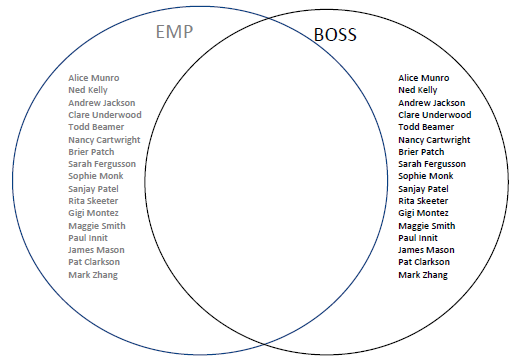 EMP
BOSS
Alice Munro
Ned Kelly
Andrew Jackson
Clare Underwood
Todd Beamer
Nancy Cartwright
Brier Patch
Sarah Fergusson
Sophie Monk
Sanjay Patel
Rita Skeeter
Gigi Montez
Maggie Smith
Paul Innit
James Mason
Pat Clarkson
Mark Zhang
Alice Munro
Ned Kelly
Andrew Jackson
Clare Underwood
Todd Beamer
Nancy Cartwright
Brier Patch
Sarah Fergusson
Sophie Monk
Sanjay Patel
Rita Skeeter
Gigi Montez
Maggie Smith
Paul Innit
James Mason
Pat Clarkson
Mark Zhang